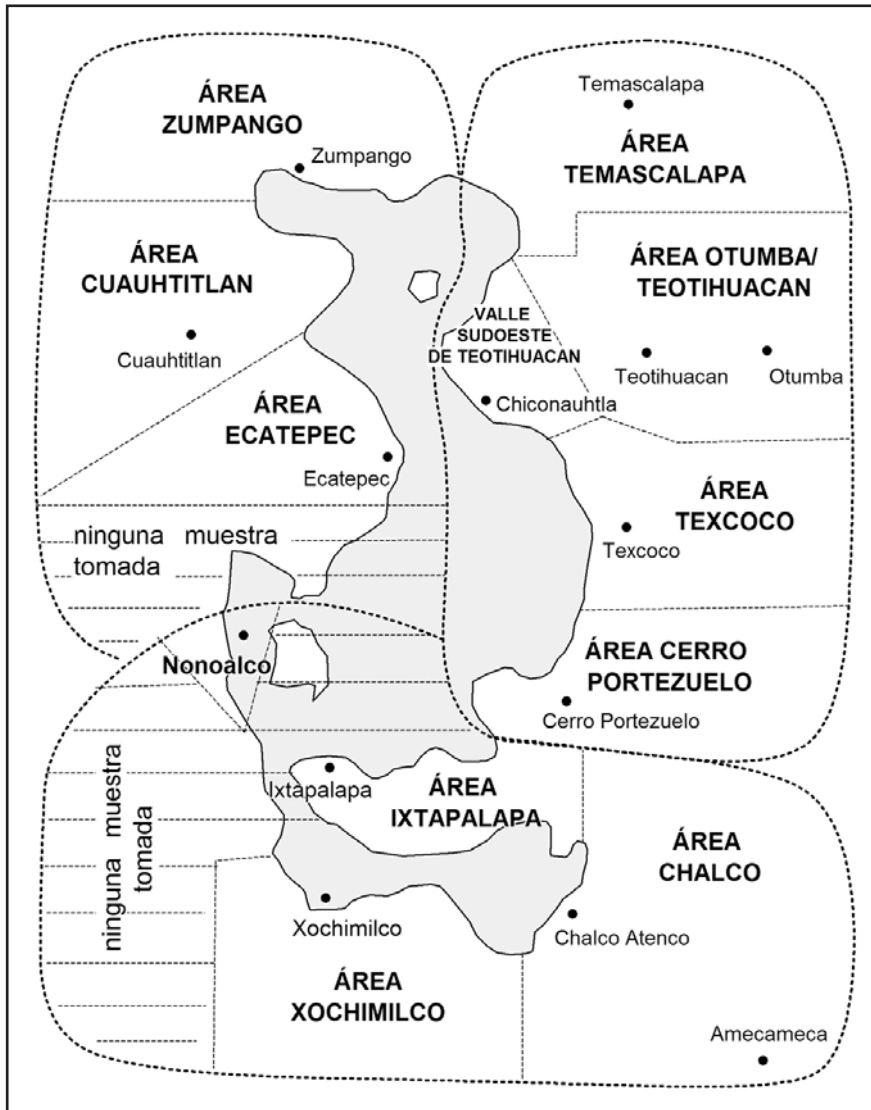 ÁREA
ZUMPANGO
Zumpango
Temascalapa
ÁREA
TEMASCALAPA
ÁREA
CUAUHTITLAN
Cuauhtitlan
ÁREA OTUMBA/
TEOTIHUACAN
VALLE
SUDOESTE
DE TEOTIHUACAN
Teotihuacan
Otumba
Chiconauhtla
ÁREA
ECATEPEC
Ecatepec
ÁREA
TEXCOCO
Texcoco
ninguna muestra
tomada
Nonoalco
ÁREA CERRO
PORTEZUELO
Cerro Portezuelo
Ixtapalapa
ÁREA
IXTAPALAPA
ninguna muestra
tomada
ÁREA
CHALCO
Xochimilco
Chalco Atenco
ÁREA
XOCHIMILCO
Amecameca